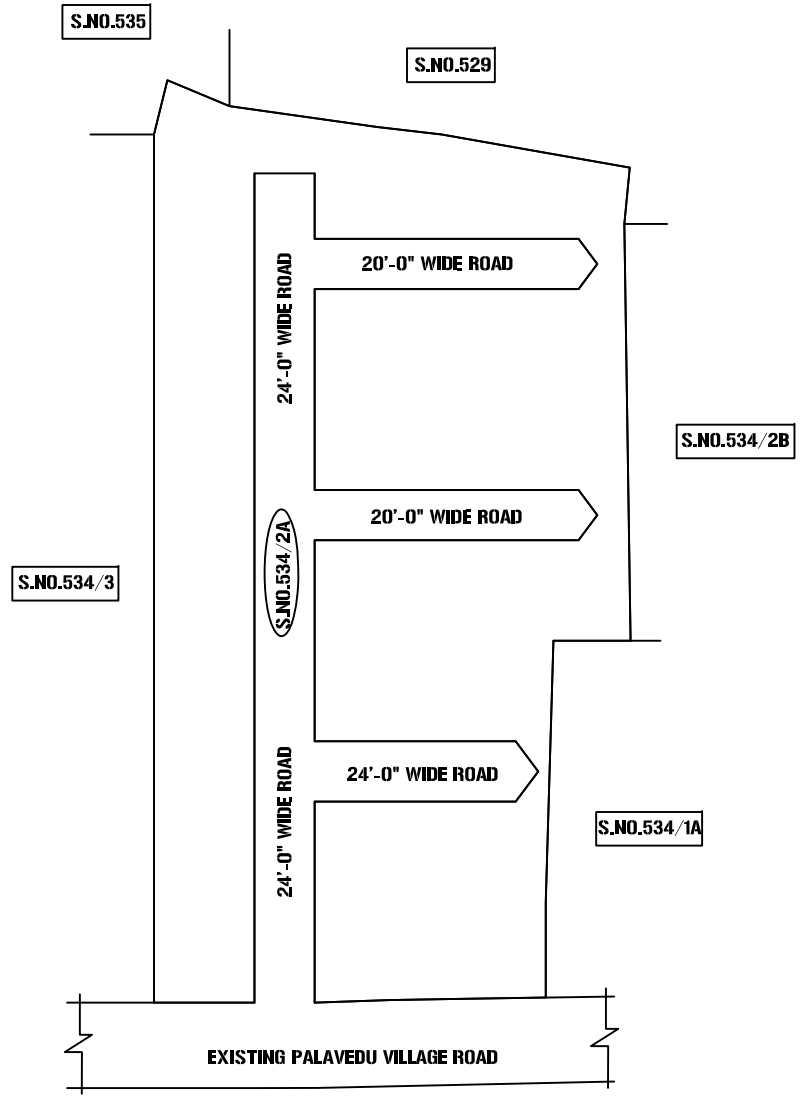 S.NO.535
S.NO.529
20'-0" WIDE ROAD
24'-0" WIDE ROAD
S.NO.534/2B
20'-0" WIDE ROAD
S.NO.534/2A
S.NO.534/3
24'-0" WIDE ROAD
24'-0" WIDE ROAD
S.NO.534/1A
EXISTING PALAVEDU VILLAGE ROAD